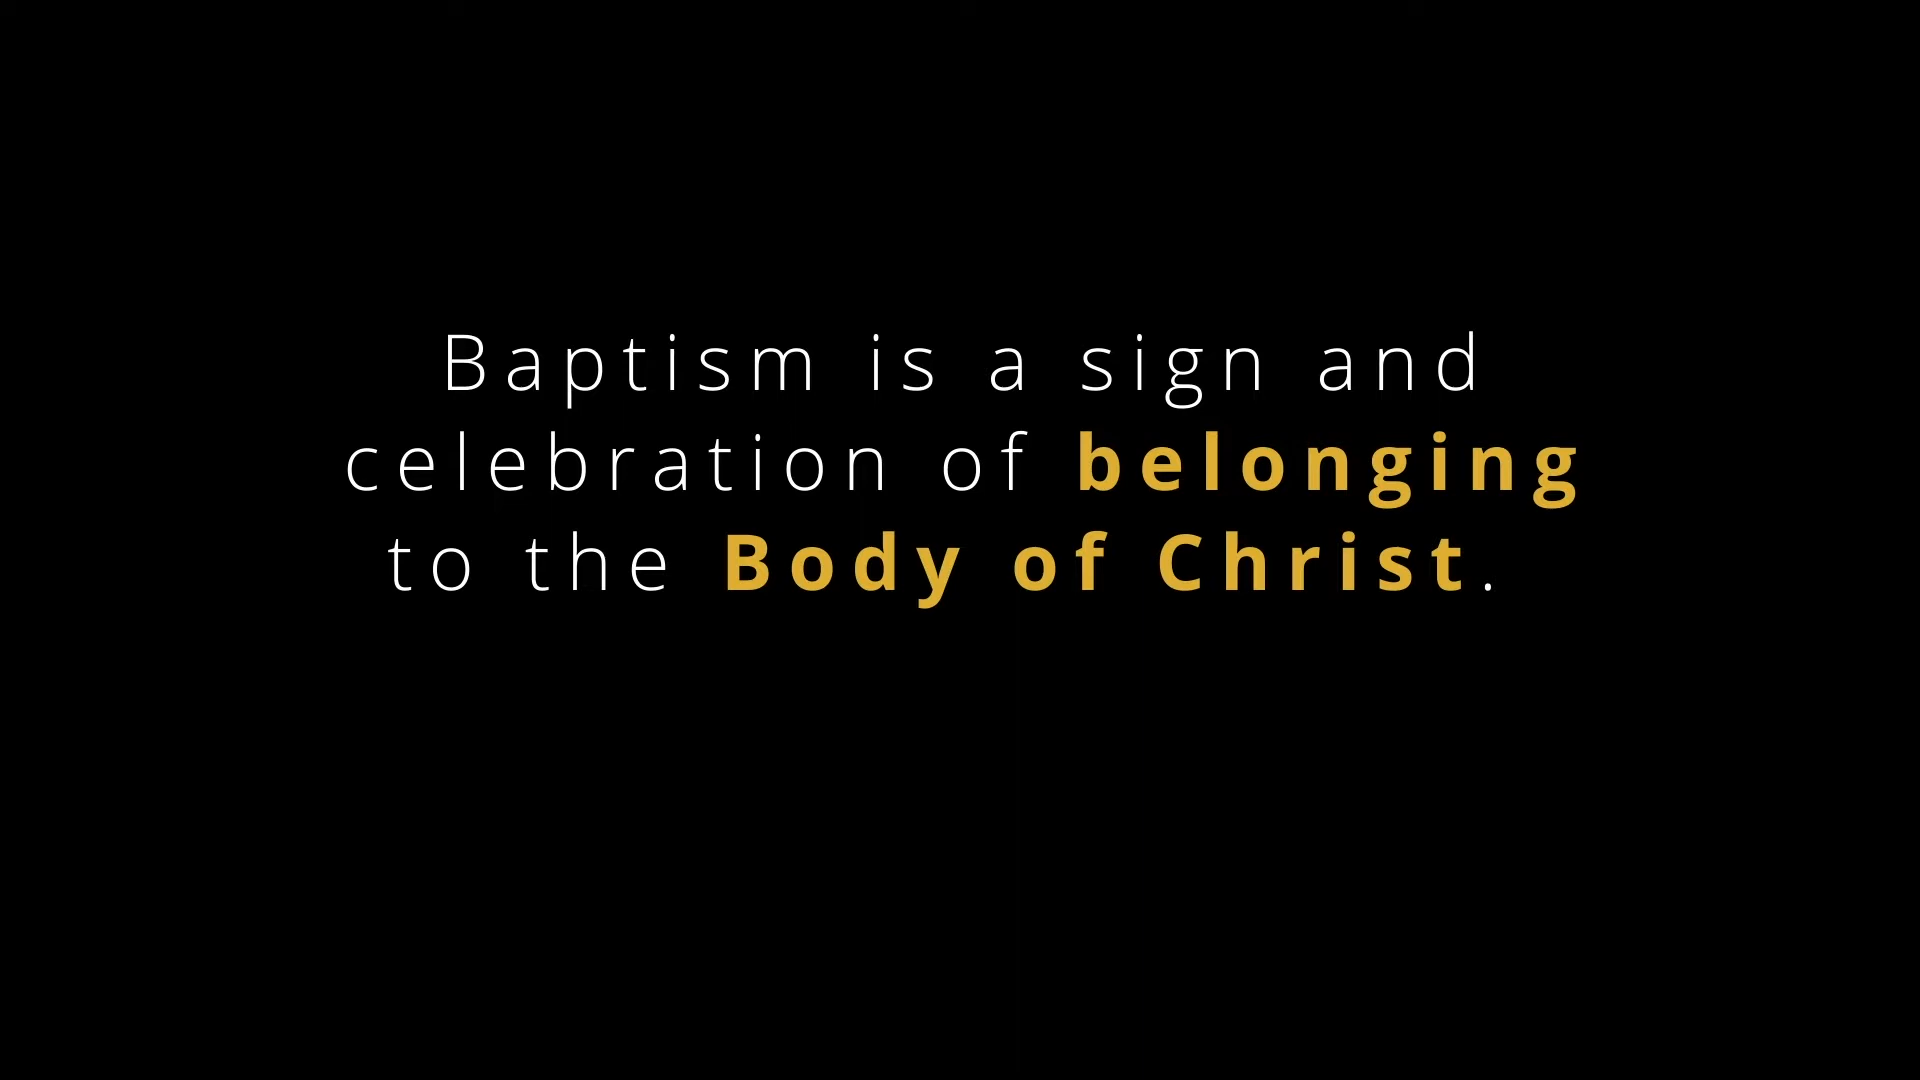 Baptism is a sign and
celebration of belonging
to the Body of Christ.